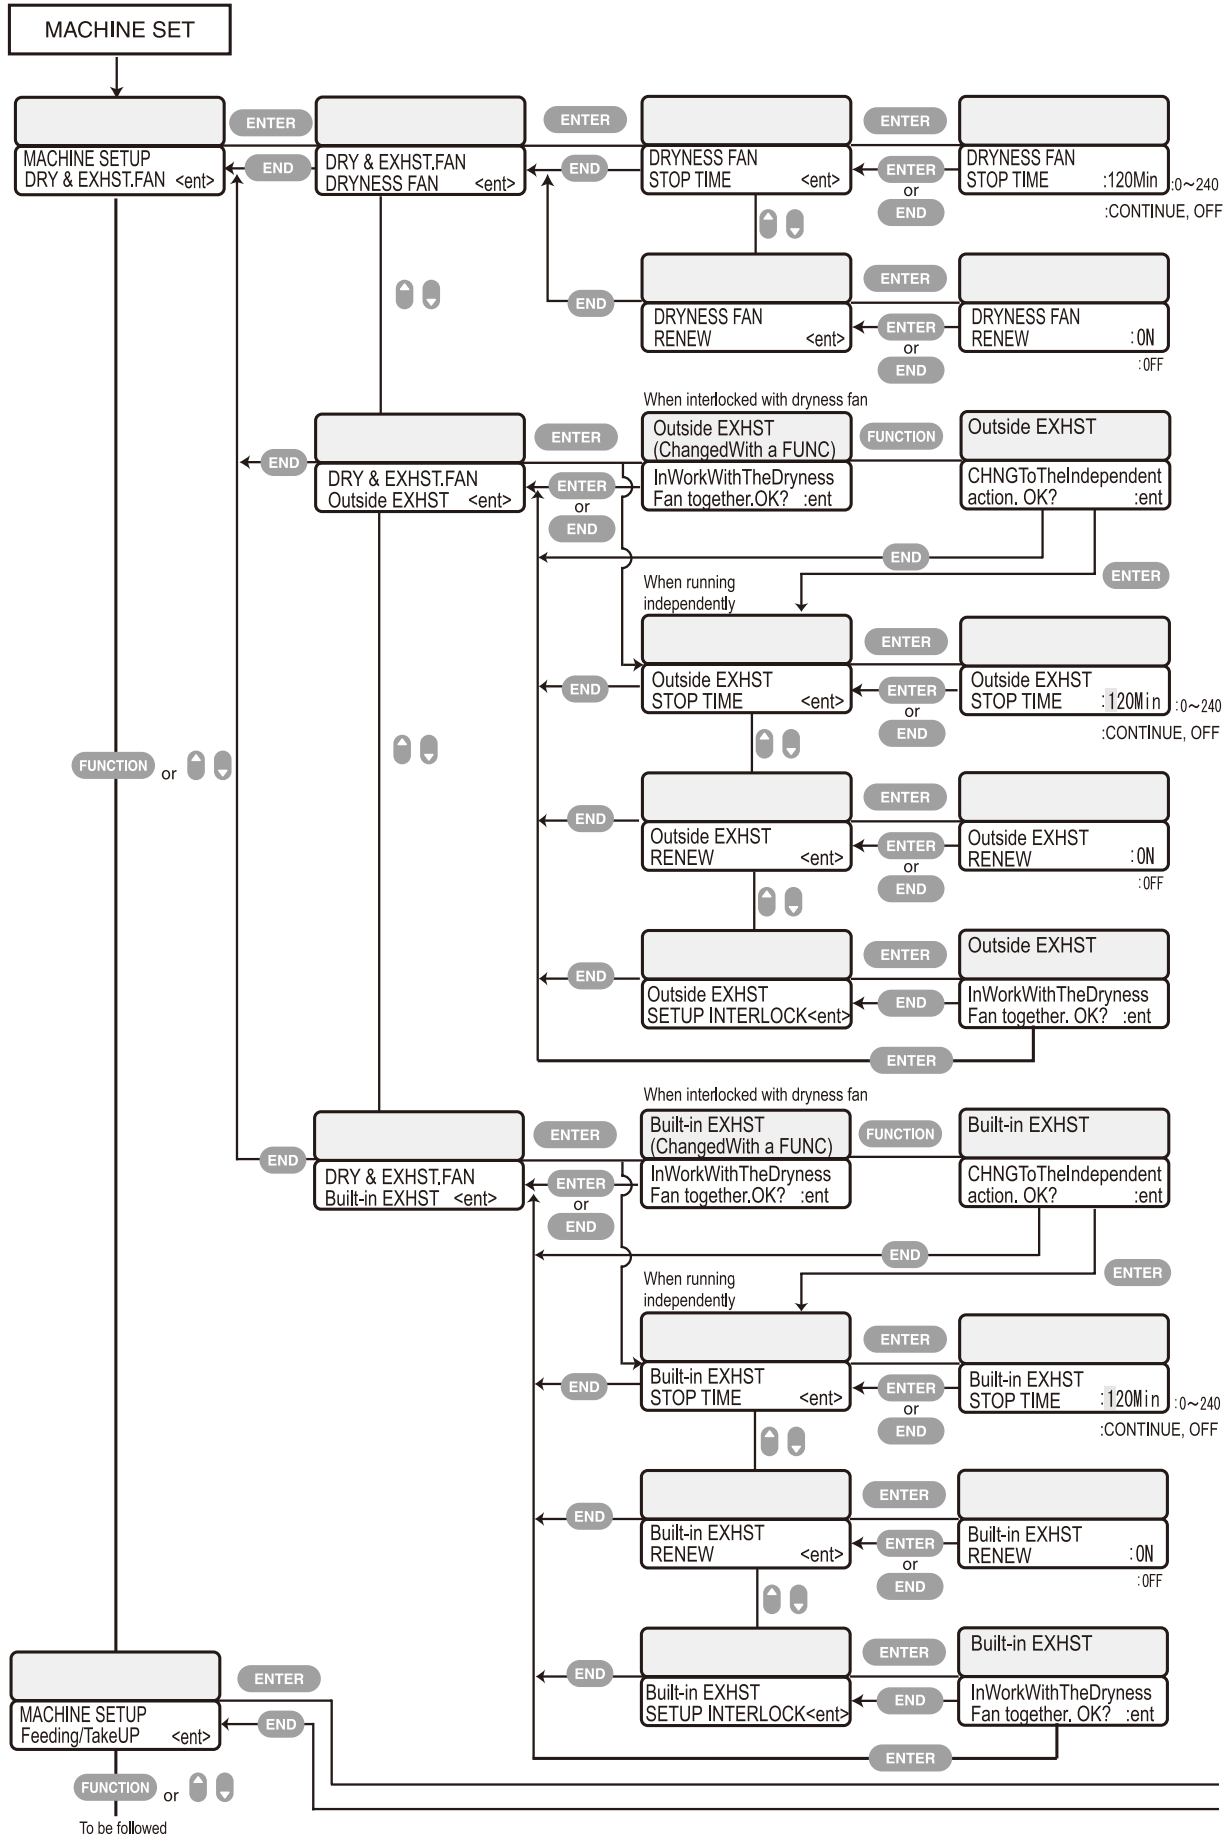 MACHINE SET
ENTER
ENTER
ENTER
MACHINE SETUP
DRY & EXHST.FAN <ent>
END
DRY & EXHST.FAN
DRYNESS FAN <ent>
END
DRYNESS FAN
STOP TIME <ent>
ENTER
or
END
DRYNESS FAN
STOP TIME :120Min
:0~240
:CONTINUE, OFF
ENTER
END
DRYNESS FAN
RENEW <ent>
ENTER
or
END
DRYNESS FAN
RENEW :ON
:OFF
When interlocked with dryness fan
ENTER
Outside EXHST
(ChangedWith a FUNC)
FUNCTION
Outside EXHST
END
DRY & EXHST.FAN
Outside EXHST <ent>
ENTER
or
END
InWorkWithTheDryness
Fan together.OK? :ent
CHNGToTheIndependent
action. OK? :ent
END
ENTER
When running
independently
ENTER
END
Outside EXHST
STOP TIME <ent>
ENTER
or
END
Outside EXHST
STOP TIME :120Min
:0~240
:CONTINUE, OFF
FUNCTION or
ENTER
END
Outside EXHST
RENEW <ent>
ENTER
or
END
Outside EXHST
RENEW :ON
:OFF
ENTER
Outside EXHST
END
Outside EXHST
SETUP INTERLOCK<ent>
END
InWorkWithTheDryness
Fan together. OK? :ent
ENTER
When interlocked with dryness fan
ENTER
Built-in EXHST
(ChangedWith a FUNC)
FUNCTION
Built-in EXHST
END
DRY & EXHST.FAN
Built-in EXHST <ent>
ENTER
or
END
InWorkWithTheDryness
Fan together.OK? :ent
CHNGToTheIndependent
action. OK? :ent
END
ENTER
When running
independently
ENTER
END
Built-in EXHST
STOP TIME <ent>
ENTER
or
END
Built-in EXHST
STOP TIME :120Min
:0~240
:CONTINUE, OFF
ENTER
END
Built-in EXHST
RENEW <ent>
ENTER
or
END
Built-in EXHST
RENEW :ON
:OFF
ENTER
Built-in EXHST
END
Built-in EXHST
SETUP INTERLOCK<ent>
END
InWorkWithTheDryness
Fan together. OK? :ent
ENTER
ENTER
MACHINE SETUP
Feeding/TakeUP <ent>
END
FUNCTION or
To be followed